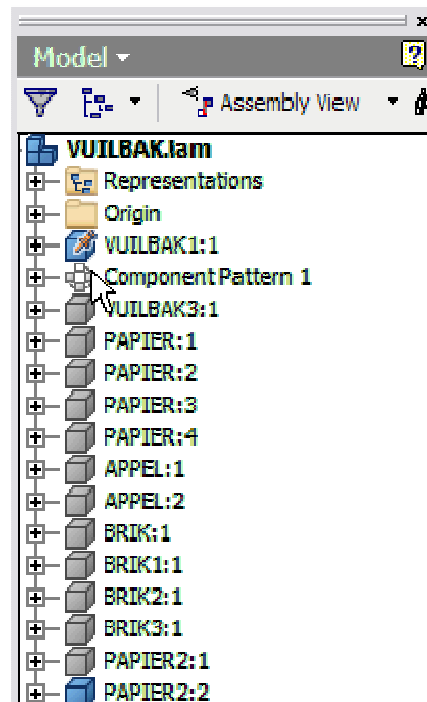 Model
Assembly View
VUILBAK.iam
Representations
Origin
VUILBAK1:1
Component Pattern 1
VUILBAK3:1
PAPIER:1
PAPIER:2
PAPIER:3
PAPIER:4
APPEL:1
APPEL:2
BRIK:1
BRIK1:1
BRIK2:1
BRIK3:1
PAPIER2:1
PAPIER2:2